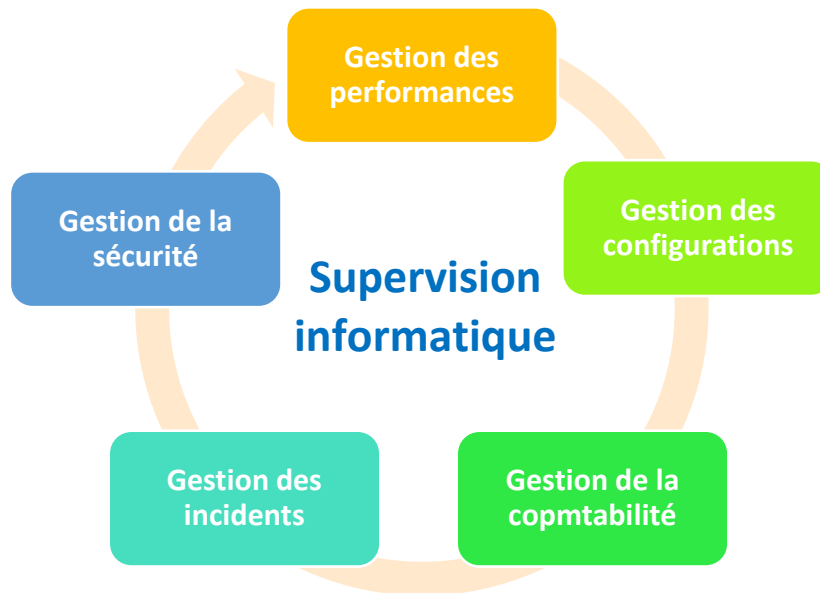 Gestion des
performances
Gestion des
configurations
Gestion de la
copmtabilité
Gestion des
incidents
Gestion de la
sécurité
Supervision
informatique